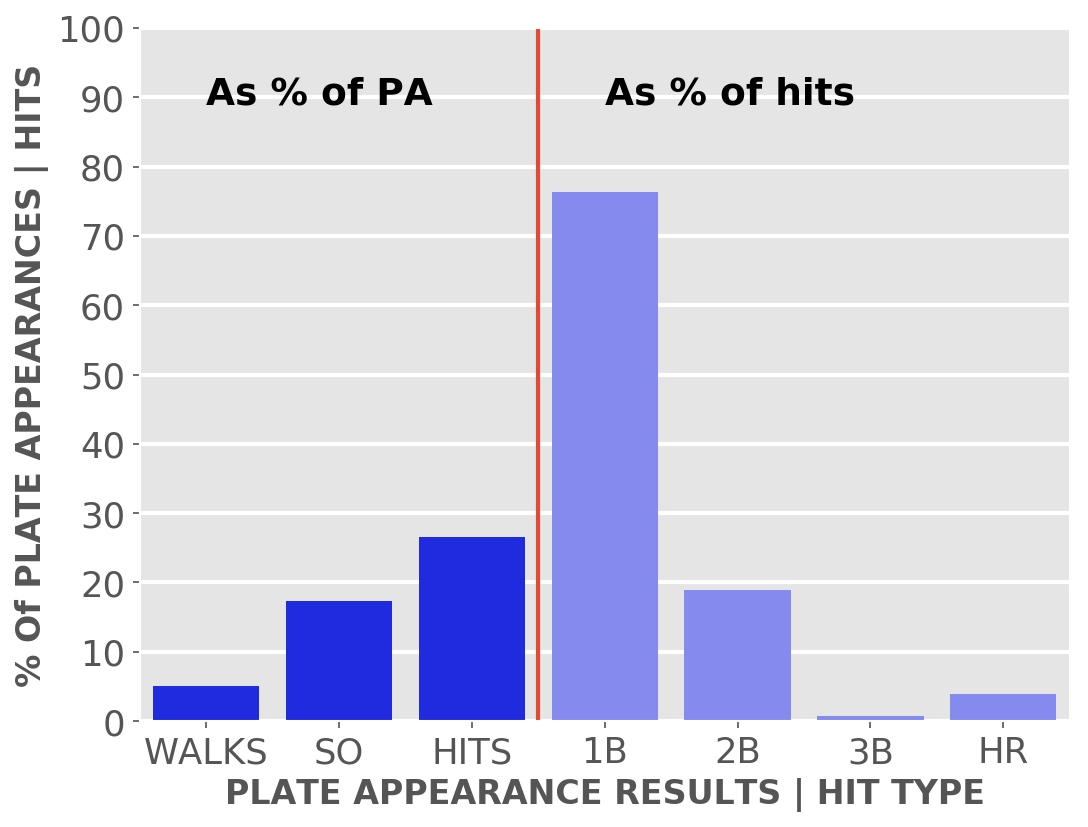 % Of PLATE APPEARANCES | HITS
100
90
80
70
60
50
40
30
20
10
0
As % of PA
As % of hits
WALKS SO HITS 1B 2B 3B HR
PLATE APPEARANCE RESULTS | HIT TYPE